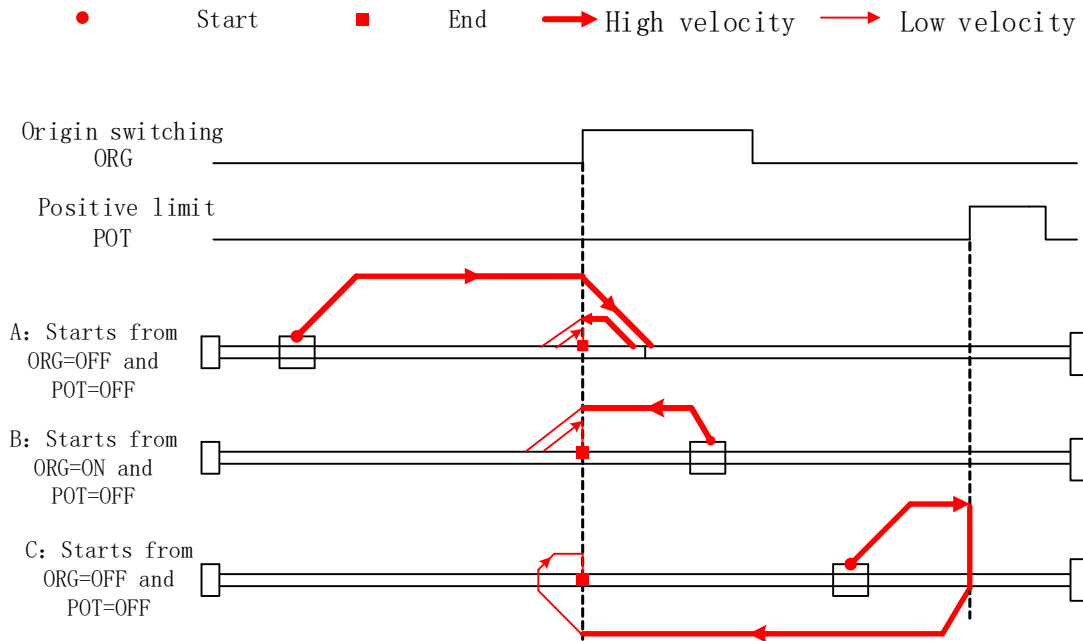 Start End High velocity Low velocity
Origin switching
ORG
Positive limit
POT
A: Starts from
ORG=OFF and
POT=OFF
B: Starts from
ORG=ON and
POT=OFF
C: Starts from
ORG=OFF and
POT=OFF